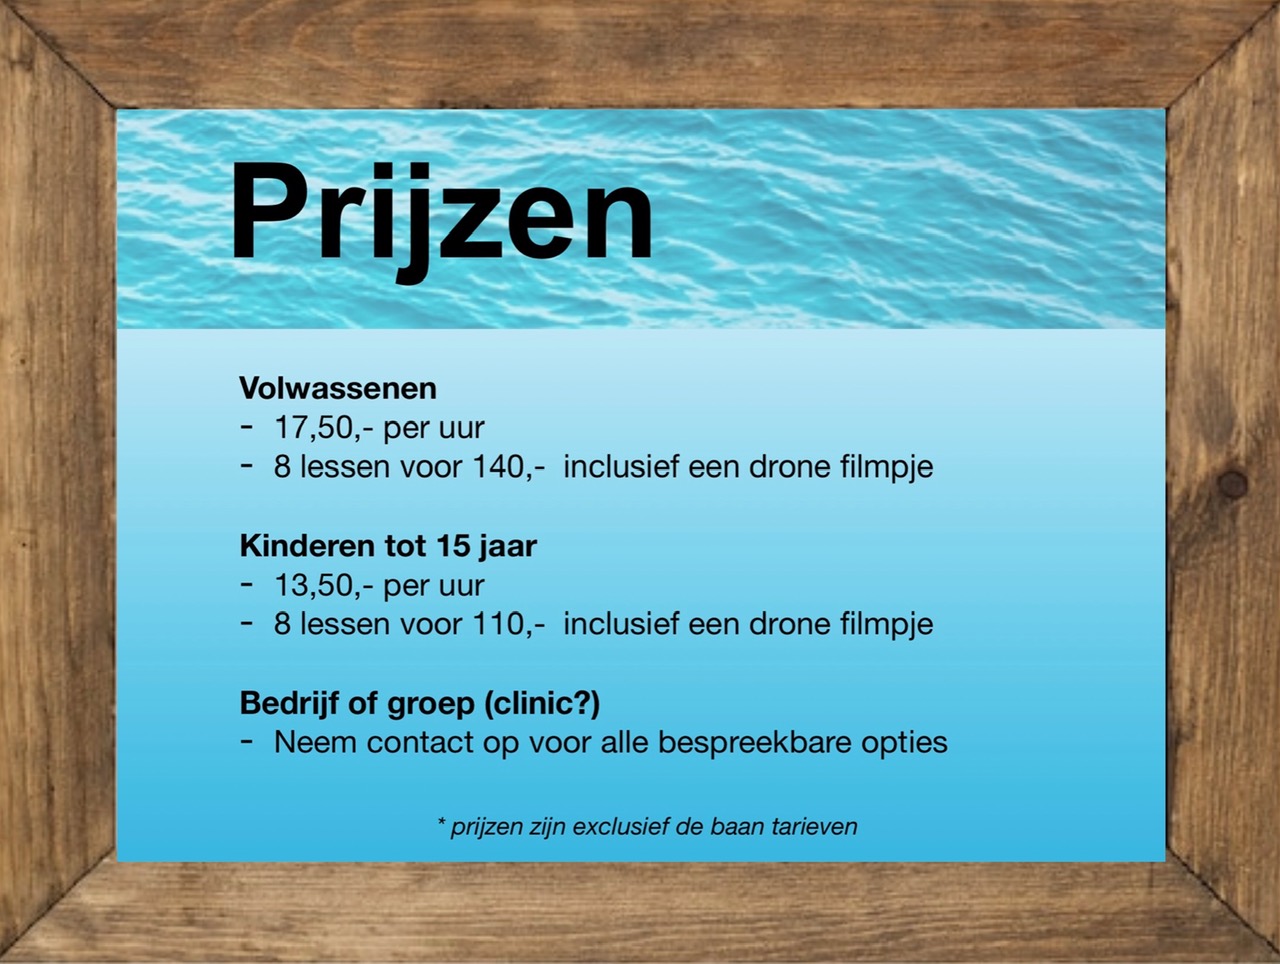 Prijzen
Volwassenen
- 17,50,- per uur
- 8 lessen voor 140,-  inclusief een drone filmpje
Kinderen tot 15 jaar
- 13,50,- per uur
- 8 lessen voor 110,-  inclusief een drone filmpje
Bedrijf of groep (clinic?)
- Neem contact op voor alle bespreekbare opties
* prijzen zijn exclusief de baan tarieven